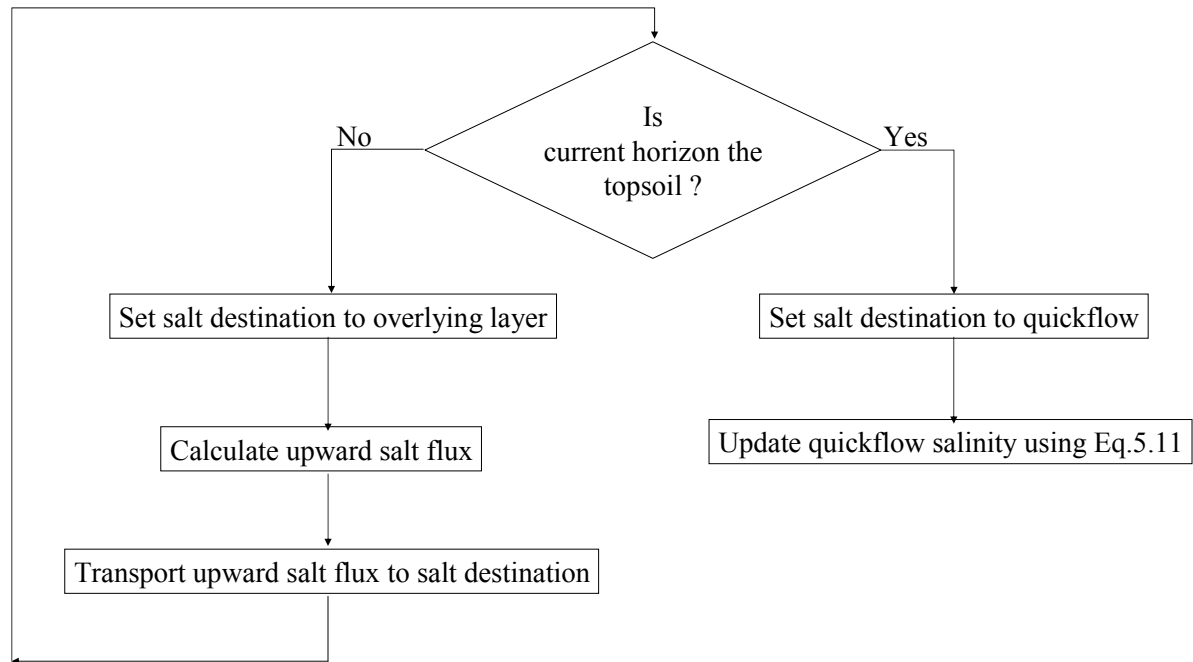 Is
current horizon the
topsoil ?
No
Yes
Set salt destination to overlying layer
Set salt destination to quickflow
Calculate upward salt flux
Update quickflow salinity using Eq.5.11
Transport upward salt flux to salt destination